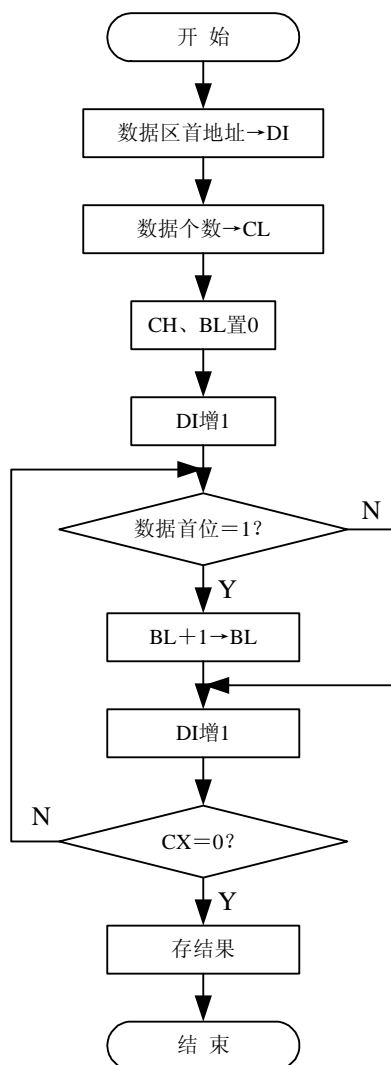 开 始
数据区首地址→DI
数据个数→CL
CH、BL置0
DI增1
数据首位＝1?
N
Y
BL＋1→BL
DI增1
N
CX＝0?
Y
存结果
结 束